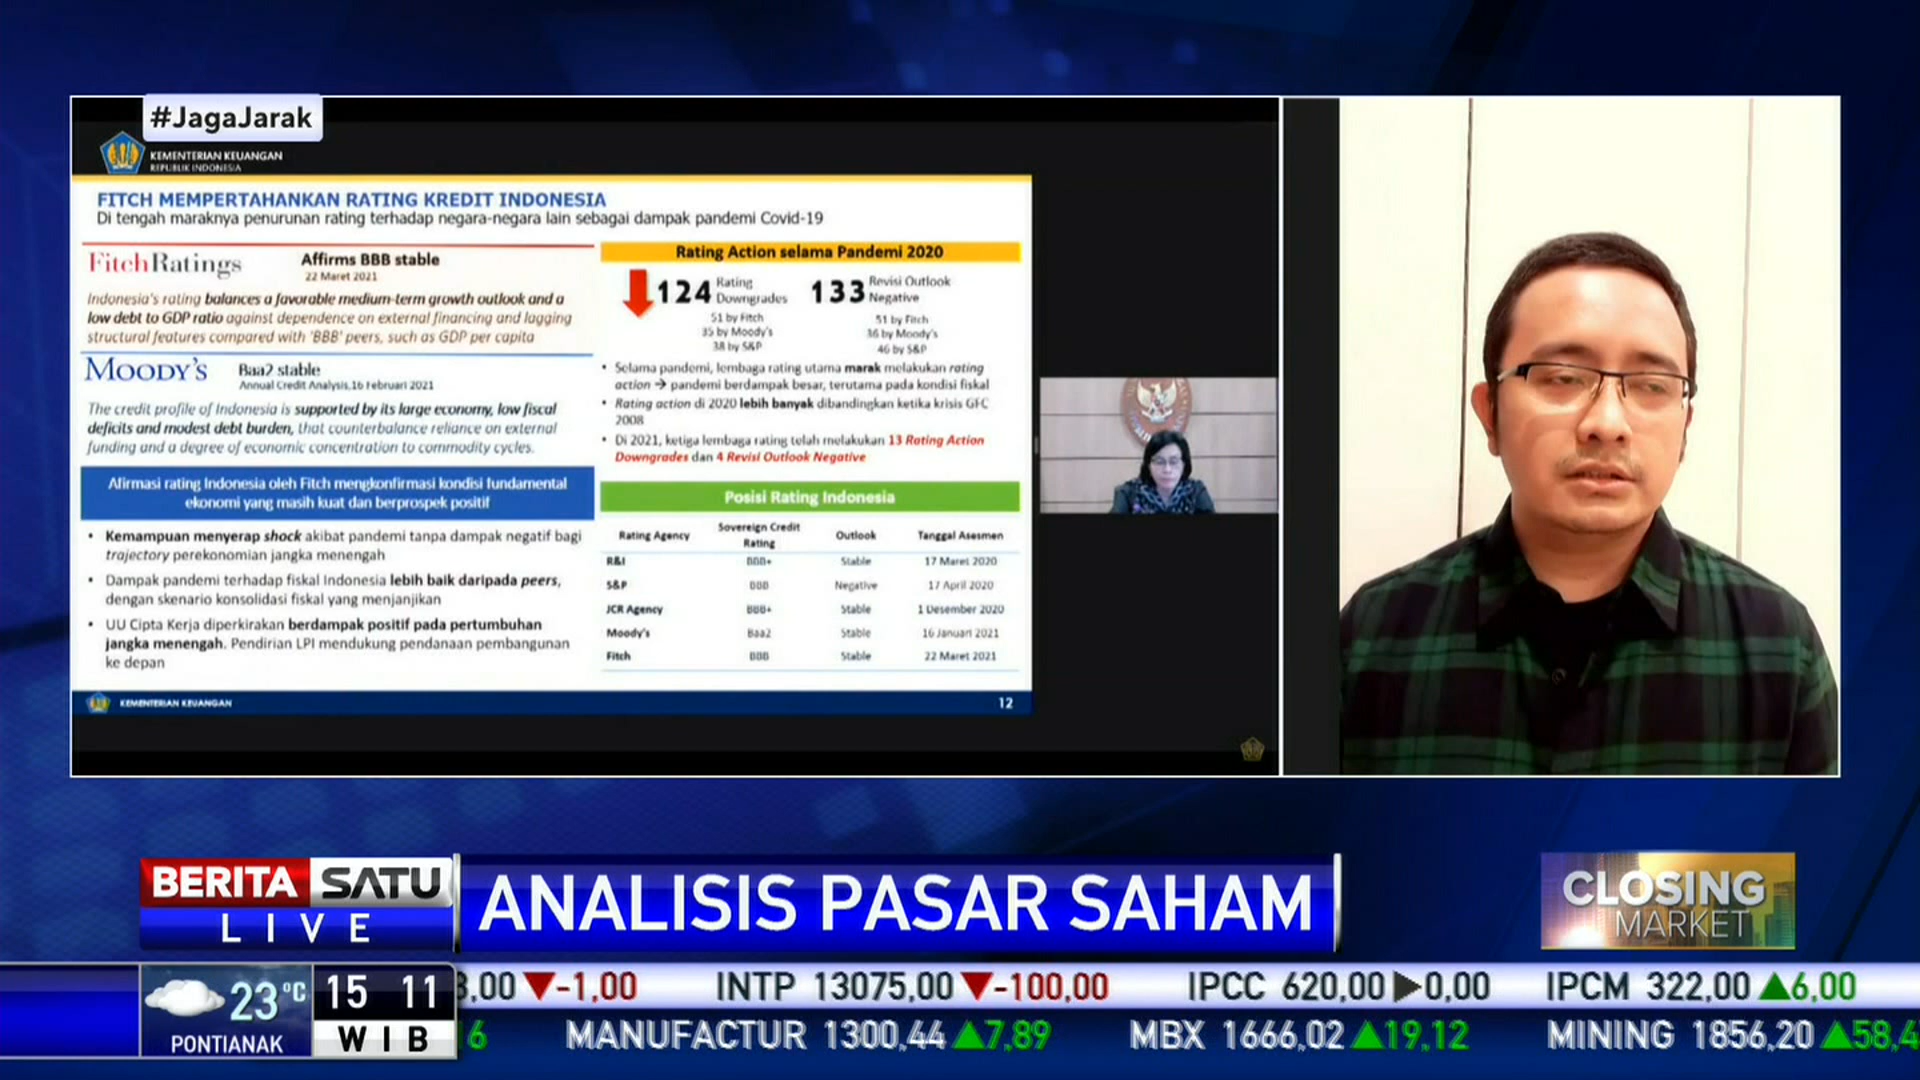 #JagaJarak
KEMENTERIAN KEUANGAN
REPUBLIK INDONESIA
FITCH MEMPERTAHANKAN RATING KREDIT INDONESIA
Di tengah maraknya penurunan rating terhadap negara-negara lain sebagai dampak pandemi Covid-19
FitchRatings
Affirms BBB stable
22 Maret 2021
Indonesia's rating balances a favorable medium-term growth outlook and a
low debt to GDP ratio against dependence on external financing and lagging
structural features compared with 'BBB' peers, such as GDP per capita
MOODY'S
Baa2 stable
Annual Credit Analysis,16 Februari 2021
The credit profile of Indonesia is supported by its large economy, low fiscal
deficits and modest debt burden, that counterbalance reliance on external
funding and a degree of economic concentration to commodity cycles.
Afirmasi rating Indonesia oleh Fitch mengkonfirmasi kondisi fundamental
ekonomi yang masih kuat dan berprospek positif
• Kemampuan menyerap shock akibat pandemi tanpa dampak negatif bagi
trajectory perekonomian jangka menengah
• Dampak pandemi terhadap fiskal Indonesia lebih baik daripada peers,
dengan skenario konsolidasi fiskal yang menjanjikan
• UU Cipta Kerja diperkirakan berdampak positif pada pertumbuhan
jangka menengah. Pendirian LPI mendukung pendanaan pembangunan
ke depan
Rating Action selama Pandemi 2020
124 Rating Downgrades
51 by Fitch
35 by Moody's
38 by S&P
133 Revisi Outlook Negative
51 by Fitch
36 by Moody's
46 by S&P
• Selama pandemi, lembaga rating utama marak melakukan rating
action → pandemi berdampak besar, terutama pada kondisi fiskal
• Rating action di 2020 lebih banyak dibandingkan ketika krisis GFC
2008
• Di 2021, ketiga lembaga rating telah melakukan 13 Rating Action
Downgrades dan 4 Revisi Outlook Negative
Posisi Rating Indonesia
Rating Agency Sovereign Credit Rating Outlook Tanggal Asesmen
R&I BBB+ Stable 17 Maret 2020
S&P BBB Negative 17 April 2020
JCR Agency BBB+ Stable 1 Desember 2020
Moody's Baa2 Stable 16 Januari 2021
Fitch BBB Stable 22 Maret 2021
KEMENTERIAN KEUANGAN
12
BERITA SATU
LIVE
ANALISIS PASAR SAHAM
CLOSING
MARKET
23°C
PONTIANAK
15 11
WIB
3,00 ▼-1,00 INTP 13075,00 ▼-100,00 IPCC 620,00 ▶0,00 IPCM 322,00 ▲6,00
16 MANUFACTUR 1300,44 ▲7,89 MBX 1666,02 ▲19,12 MINING 1856,20 ▲58,4